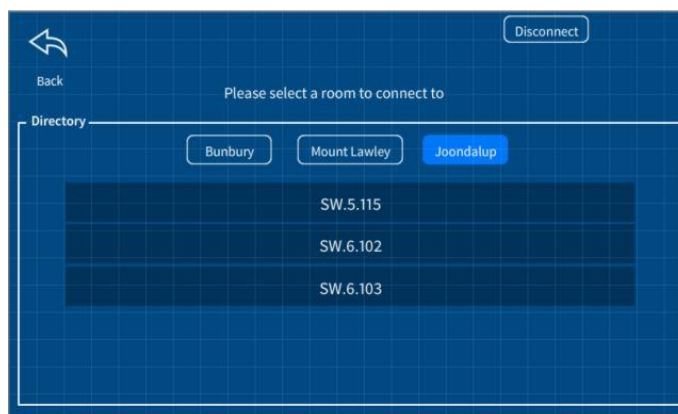 Disconnect
Back
Please select a room to connect to
Directory
Bunbury Mount Lawley Joondalup
SW.5.115
SW.6.102
SW.6.103